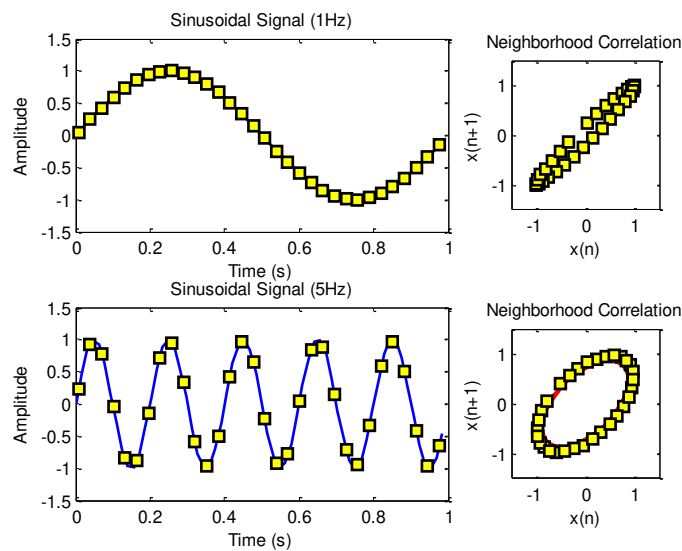 Sinusoidal Signal (1Hz)
1.5
1
0.5
0
-0.5
-1
-1.5
Amplitude
0 0.2 0.4 0.6 0.8 1
Time (s)
Neighborhood Correlation
1
0
-1
x(n+1)
-1 0 1
x(n)
Sinusoidal Signal (5Hz)
1.5
1
0.5
0
-0.5
-1
-1.5
Amplitude
0 0.2 0.4 0.6 0.8 1
Time (s)
Neighborhood Correlation
1
0
-1
x(n+1)
-1 0 1
x(n)